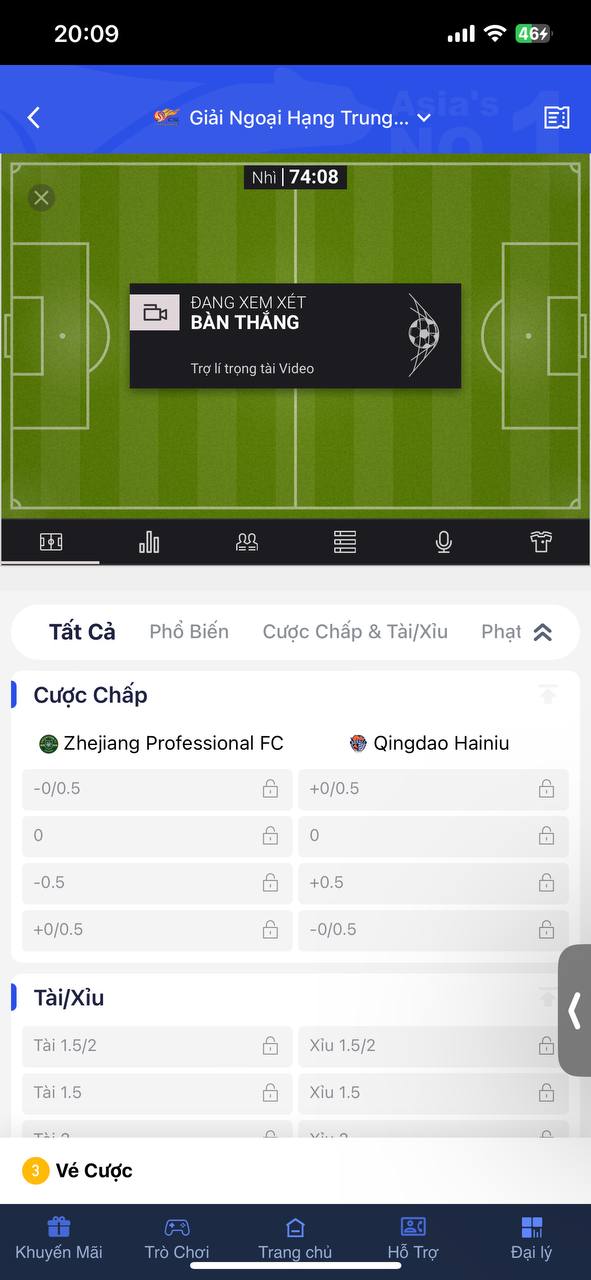 20:09
46
Asia's
NO.1
Giải Ngoại Hạng Trung...
Nhì | 74:08
ĐANG XEM XÉT
BÀN THẮNG
Trợ lí trọng tài Video
Tất Cả Phổ Biến Cược Chấp & Tài/Xỉu Phạt
Cược Chấp
Zhejiang Professional FC Qingdao Hainiu
-0/0.5 +0/0.5
0 0
-0.5 +0.5
+0/0.5 -0/0.5
Tài/Xỉu
Tài 1.5/2 Xỉu 1.5/2
Tài 1.5 Xỉu 1.5
Tài 2 Xỉu 2
3 Vé Cược
Khuyến Mãi Trò Chơi Trang chủ Hỗ Trợ Đại lý